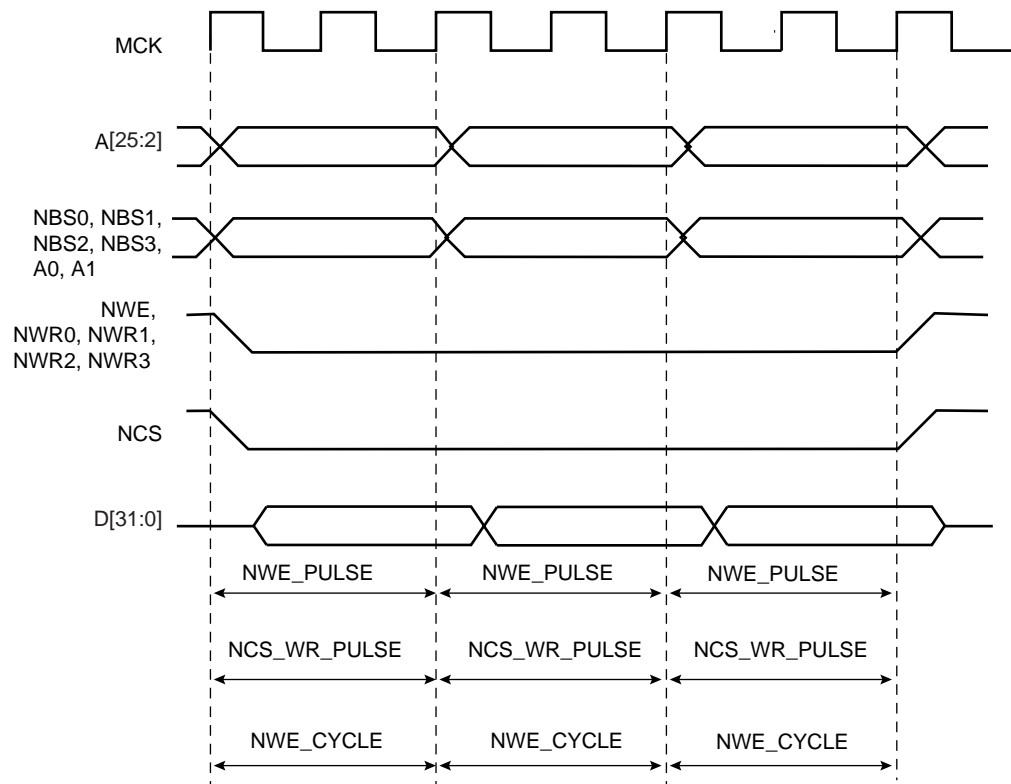 MCK
A[25:2]
NBS0, NBS1,
NBS2, NBS3,
A0, A1
NWE,
NWR0, NWR1,
NWR2, NWR3
NCS
D[31:0]
NWE_PULSE NWE_PULSE NWE_PULSE
NCS_WR_PULSE NCS_WR_PULSE NCS_WR_PULSE
NWE_CYCLE NWE_CYCLE NWE_CYCLE